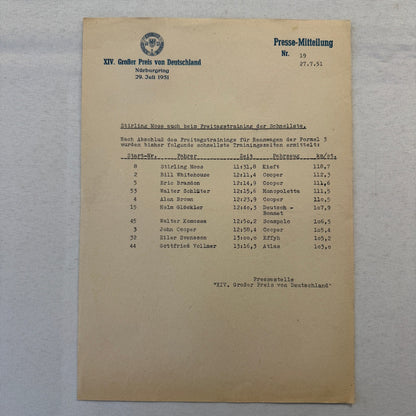 XIV. Großer Preis von Deutschland
Nürburgring
29. Juli 1951
Presse-Mitteilung
Nr. 19
27.7.51
Stirling Moss auch beim Freitagstraining der Schnellste.
Nach Abschluß des Freitagstrainings für Rennwagen der Formel 3
wurden bisher folgende schnellste Trainingszeiten ermittelt:
Start-Nr. Fahrer Zeit Fahrzeug km/st.
8 Stirling Moss 11:31,8 Kieft 118,7
2 Bill Whitehouse 12:11,4 Cooper 112,3
5 Eric Brandon 12:14,9 Cooper 111,6
53 Walter Schlüter 12:15,6 Monopoletta 111,5
4 Alan Brown 12:23,9 Cooper 110,5
15 Helm Glöckler 12:40,3 Deutsch - 107,9
Bonnet
45 Walter Komossa 12:50,2 Scampolo 106,5
3 John Cooper 12:58,4 Cooper 105,4
32 13:00,0 Effyh 105,2
44 Gottfried Vollmer 13:16,3 Atlas 103,0
Pressestelle
"XIV. Großer Preis von Deutschland"